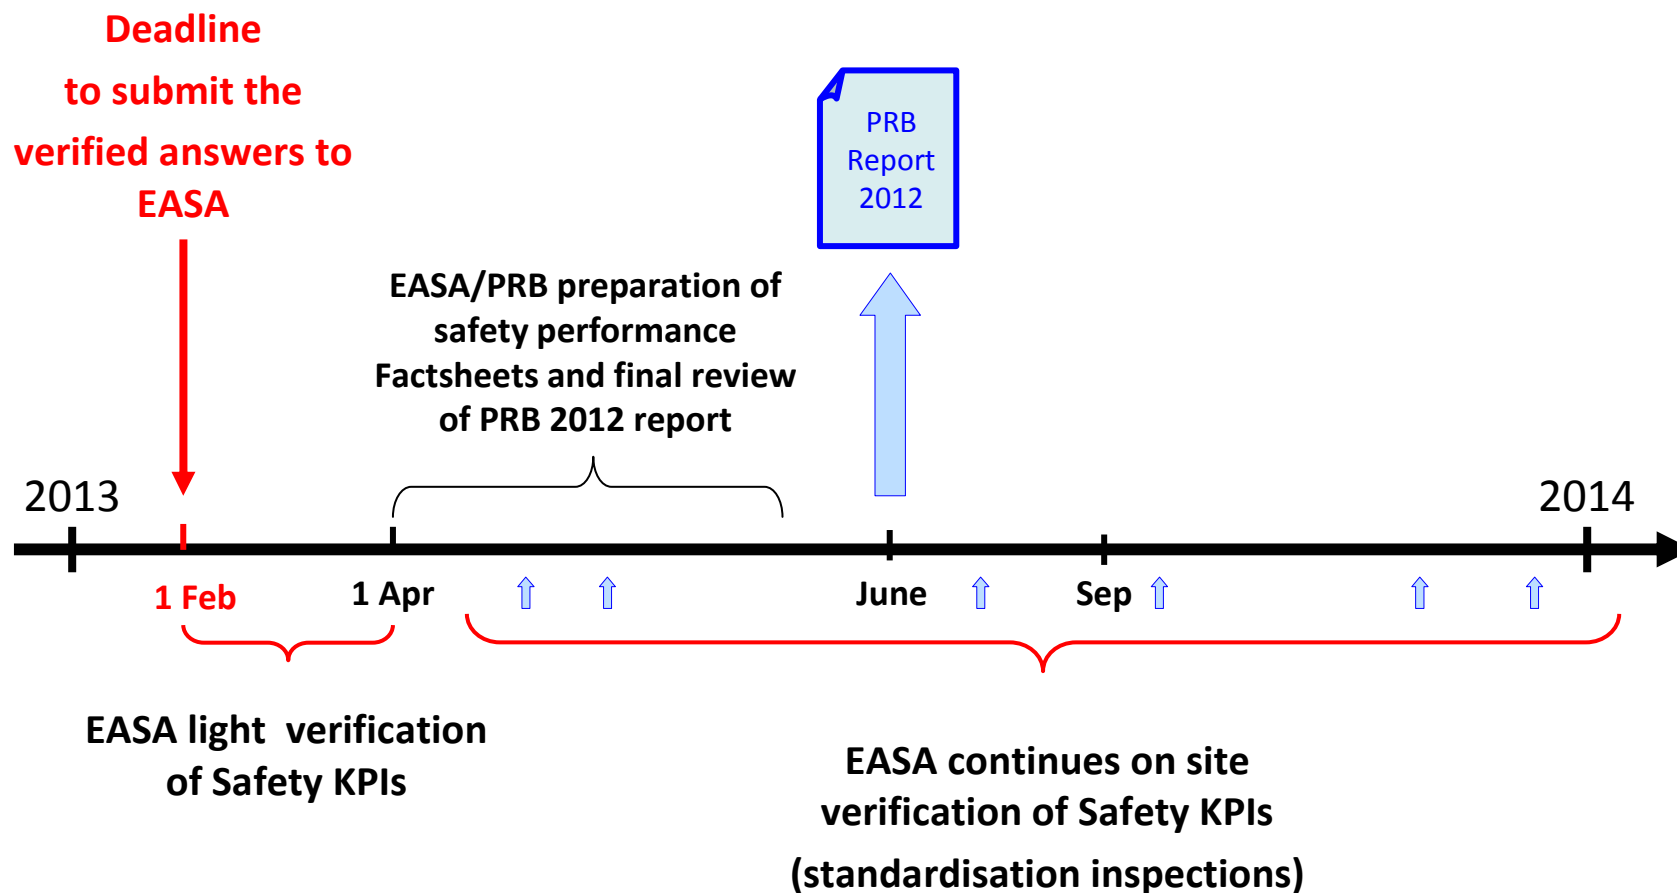 Deadline
to submit the
verified answers to
EASA
PRB
Report
2012
EASA/PRB preparation of
safety performance
Factsheets and final review
of PRB 2012 report
2013
2014
1 Feb
1 Apr
June
Sep
EASA light verification
of Safety KPIs
EASA continues on site
verification of Safety KPIs
(standardisation inspections)